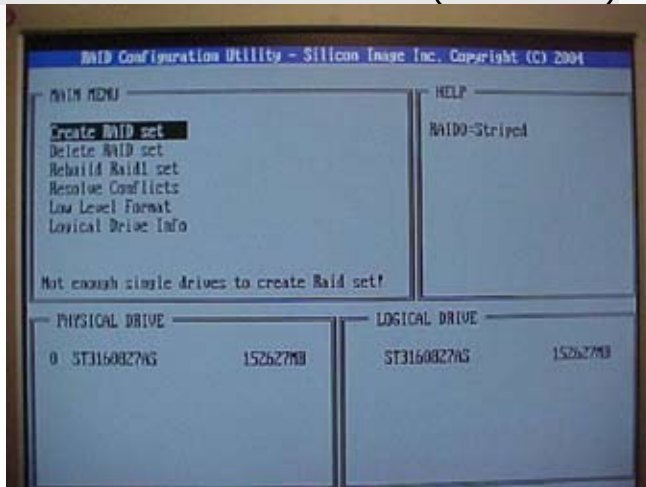 RAID Configuration Utility - Silicon Image Inc. Copyright (C) 2004
MAIN MENU
Create RAID set
Delete RAID set
Rebuild Raid1 set
Resolve Conflicts
Low Level Format
Logical Drive Info
Not enough single drives to create Raid set!
HELP
RAID0=Striped
PHYSICAL DRIVE
0 ST3160827AS 152627MB
LOGICAL DRIVE
ST3160827AS 152627MB